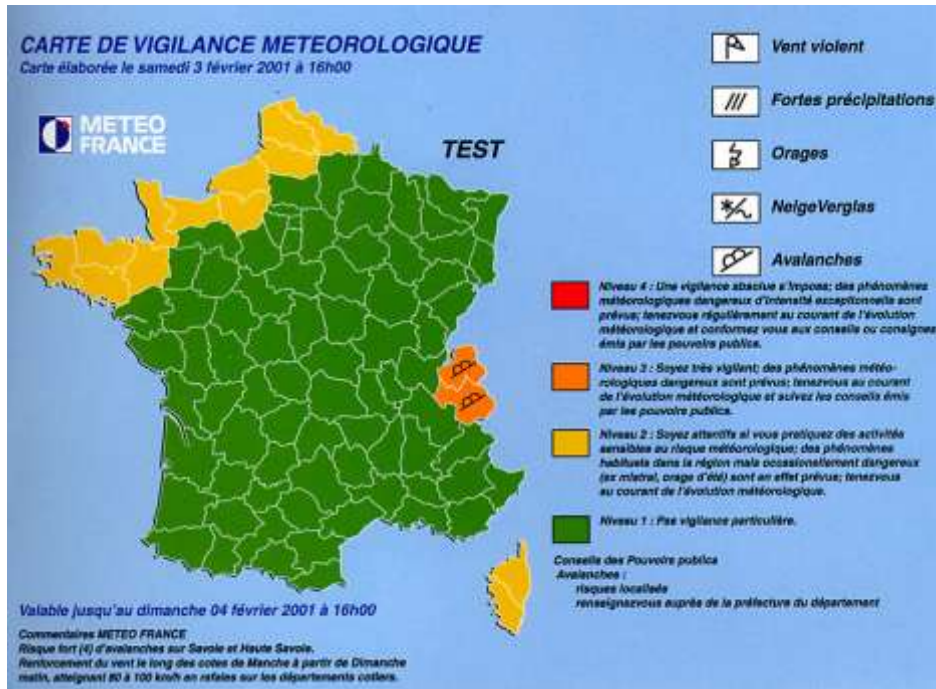 CARTE DE VIGILANCE METEOROLOGIQUE
Carte élaborée le samedi 3 février 2001 à 16h00
METEO
FRANCE
TEST
Vent violent
Fortes précipitations
Orages
NeigeVerglas
Avalanches
Niveau 4 : Une vigilance absolue s'impose; des phénomènes
météorologiques dangereux d'intensité exceptionnelle sont
prévus; tenezvous régulièrement au courant de l'évolution
météorologique et conformez vous aux conseils ou consignes
émis par les pouvoirs publics.
Niveau 3 : Soyez très vigilant; des phénomènes météo-
rologiques dangereux sont prévus; tenezvous au courant
de l'évolution météorologique et suivez les conseils émis
par les pouvoirs publics.
Niveau 2 : Soyez attentifs si vous pratiquez des activités
sensibles au risque météorologique; des phénomènes
habituels dans la région mais occasionnellement dangereux
(ex mistral, orage d'été) sont en effet prévus; tenezvous
au courant de l'évolution météorologique.
Niveau 1 : Pas vigilance particulière.
Conseils des Pouvoirs publics
Avalanches :
risques localisés
renseignezvous auprès de la préfecture du département
Valable jusqu'au dimanche 04 février 2001 à 16h00
Commentaires METEO FRANCE
Risque fort (4) d'avalanches sur Savoie et Haute Savoie.
Renforcement du vent le long des cotes de Manche à partir de Dimanche
matin, atteignant 80 à 100 km/h en rafales sur les départements cotiers.